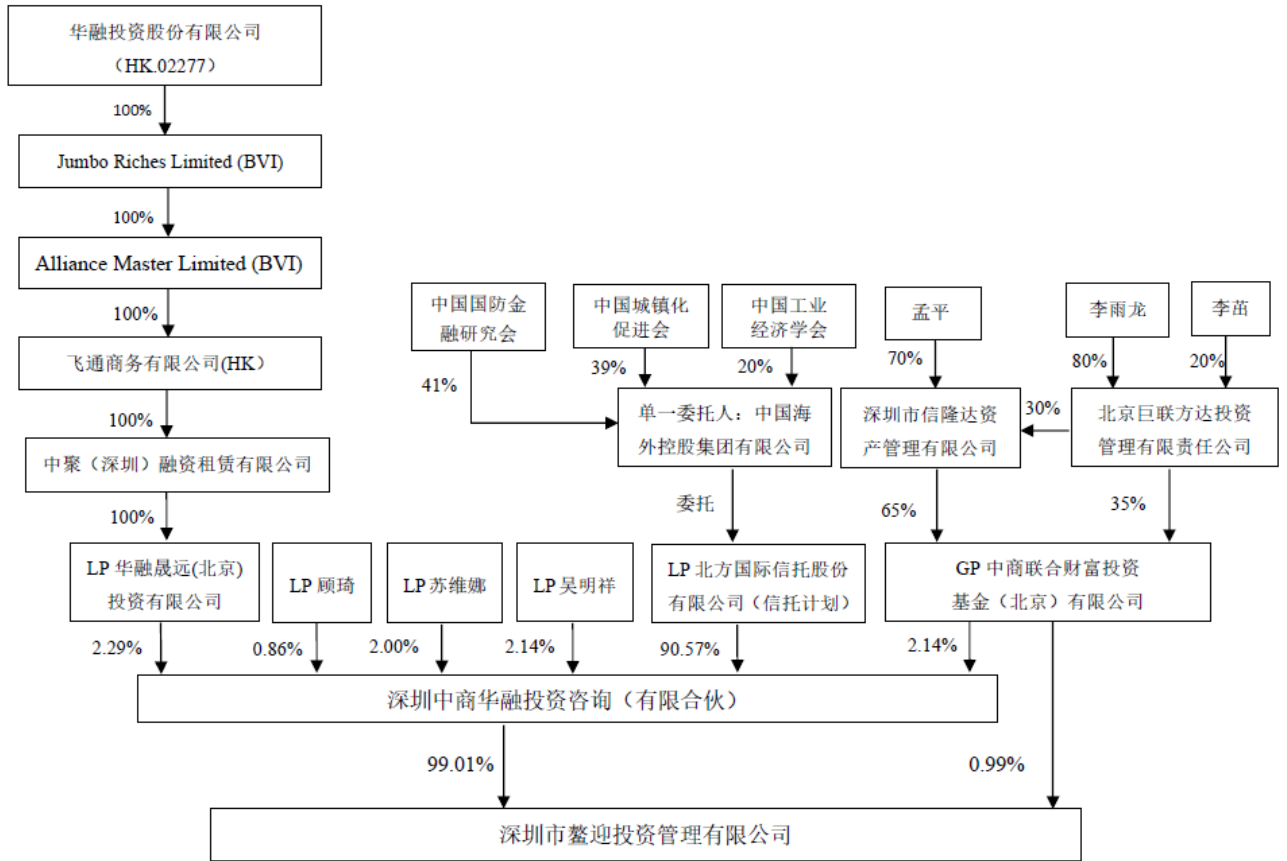 华融投资股份有限公司
（HK.02277）
100%
Jumbo Riches Limited (BVI)
100%
Alliance Master Limited (BVI)
100%
飞通商务有限公司(HK）
100%
中聚（深圳）融资租赁有限公司
100%
LP 华融晟远(北京)
投资有限公司
2.29%
LP 顾琦
0.86%
LP 苏维娜
2.00%
LP 吴明祥
2.14%
中国国防金
融研究会
41%
中国城镇化
促进会
39%
中国工业
经济学会
20%
单一委托人：中国海
外控股集团有限公司
委托
LP 北方国际信托股份
有限公司（信托计划）
90.57%
孟平
70%
李雨龙
80%
李茁
20%
深圳市信隆达资
产管理有限公司
30%
北京巨联方达投资
管理有限责任公司
65%
35%
GP 中商联合财富投资
基金（北京）有限公司
2.14%
深圳中商华融投资咨询（有限合伙）
99.01%
0.99%
深圳市鳌迎投资管理有限公司